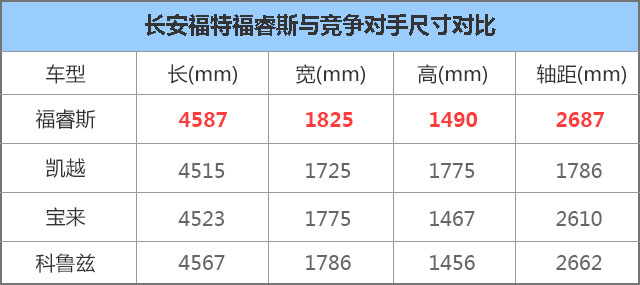 长安福特福睿斯与竞争对手尺寸对比
车型 长(mm) 宽(mm) 高(mm) 轴距(mm)
福睿斯 4587 1825 1490 2687
凯越 4515 1725 1775 1786
宝来 4523 1775 1467 2610
科鲁兹 4567 1786 1456 2662